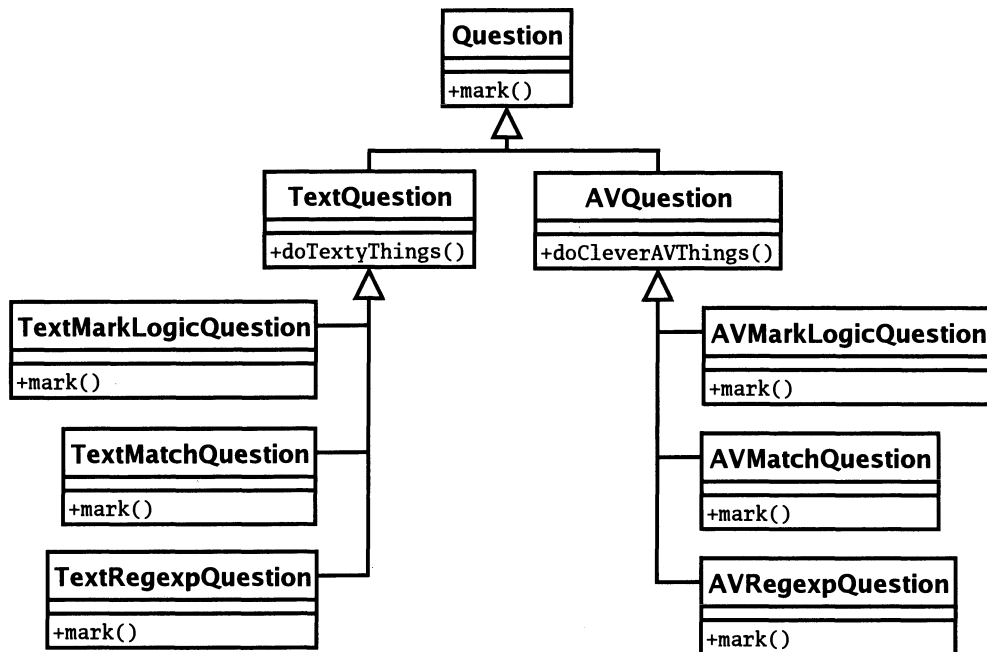 Question
+mark()
TextQuestion
+doTextyThings()
AVQuestion
+doCleverAVThings()
TextMarkLogicQuestion
+mark()
TextMatchQuestion
+mark()
TextRegexpQuestion
+mark()
AVMarkLogicQuestion
+mark()
AVMatchQuestion
+mark()
AVRegexpQuestion
+mark()